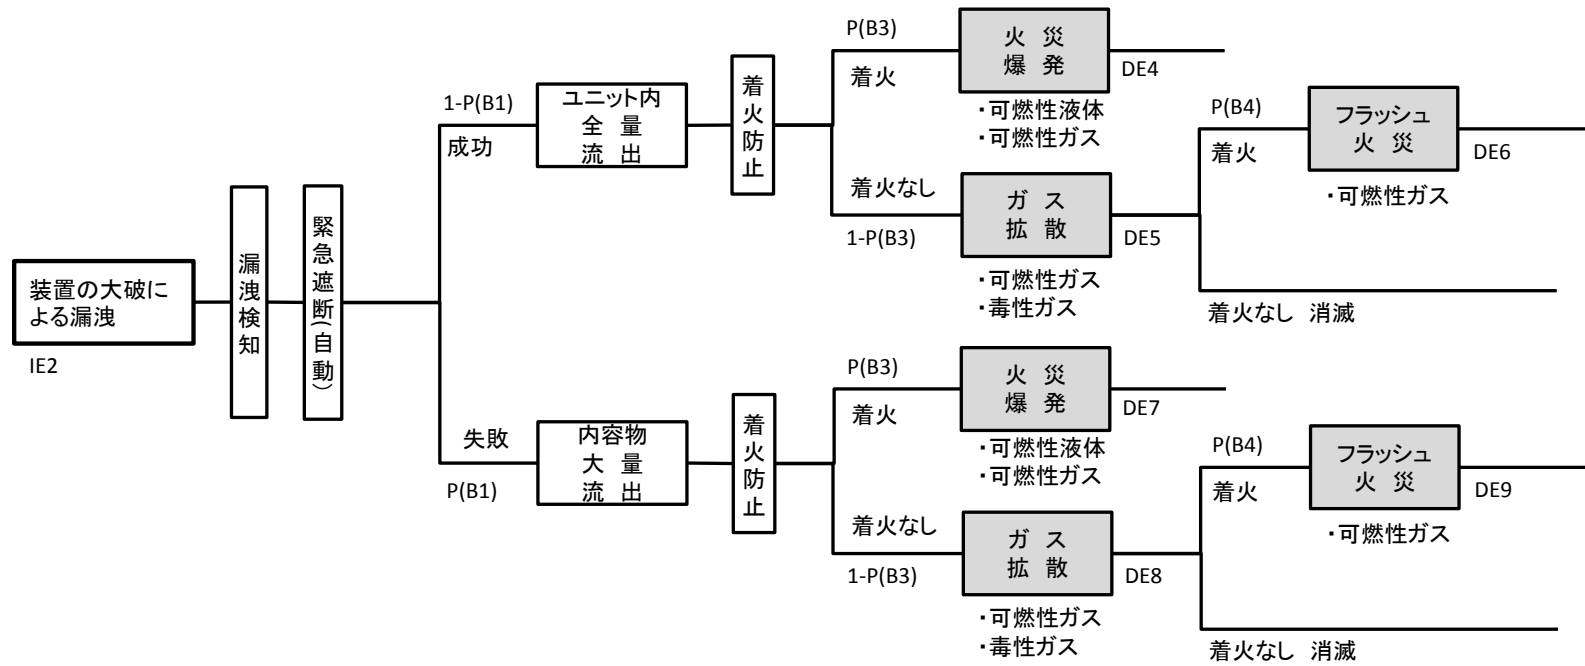 装置の大破に
よる漏洩
IE2
漏洩検知
緊急遮断(自動)
1-P(B1)
成功
ユニット内
全 量
流 出
着火防止
P(B3)
着火
火 災
爆 発
DE4
・可燃性液体
・可燃性ガス
着火なし
1-P(B3)
ガ ス
拡 散
DE5
・可燃性ガス
・毒性ガス
P(B4)
着火
フラッシュ
火 災
DE6
・可燃性ガス
着火なし 消滅
失敗
P(B1)
内容物
大 量
流 出
着火防止
P(B3)
着火
火 災
爆 発
DE7
・可燃性液体
・可燃性ガス
着火なし
1-P(B3)
ガ ス
拡 散
DE8
・可燃性ガス
・毒性ガス
P(B4)
着火
フラッシュ
火 災
DE9
・可燃性ガス
着火なし 消滅